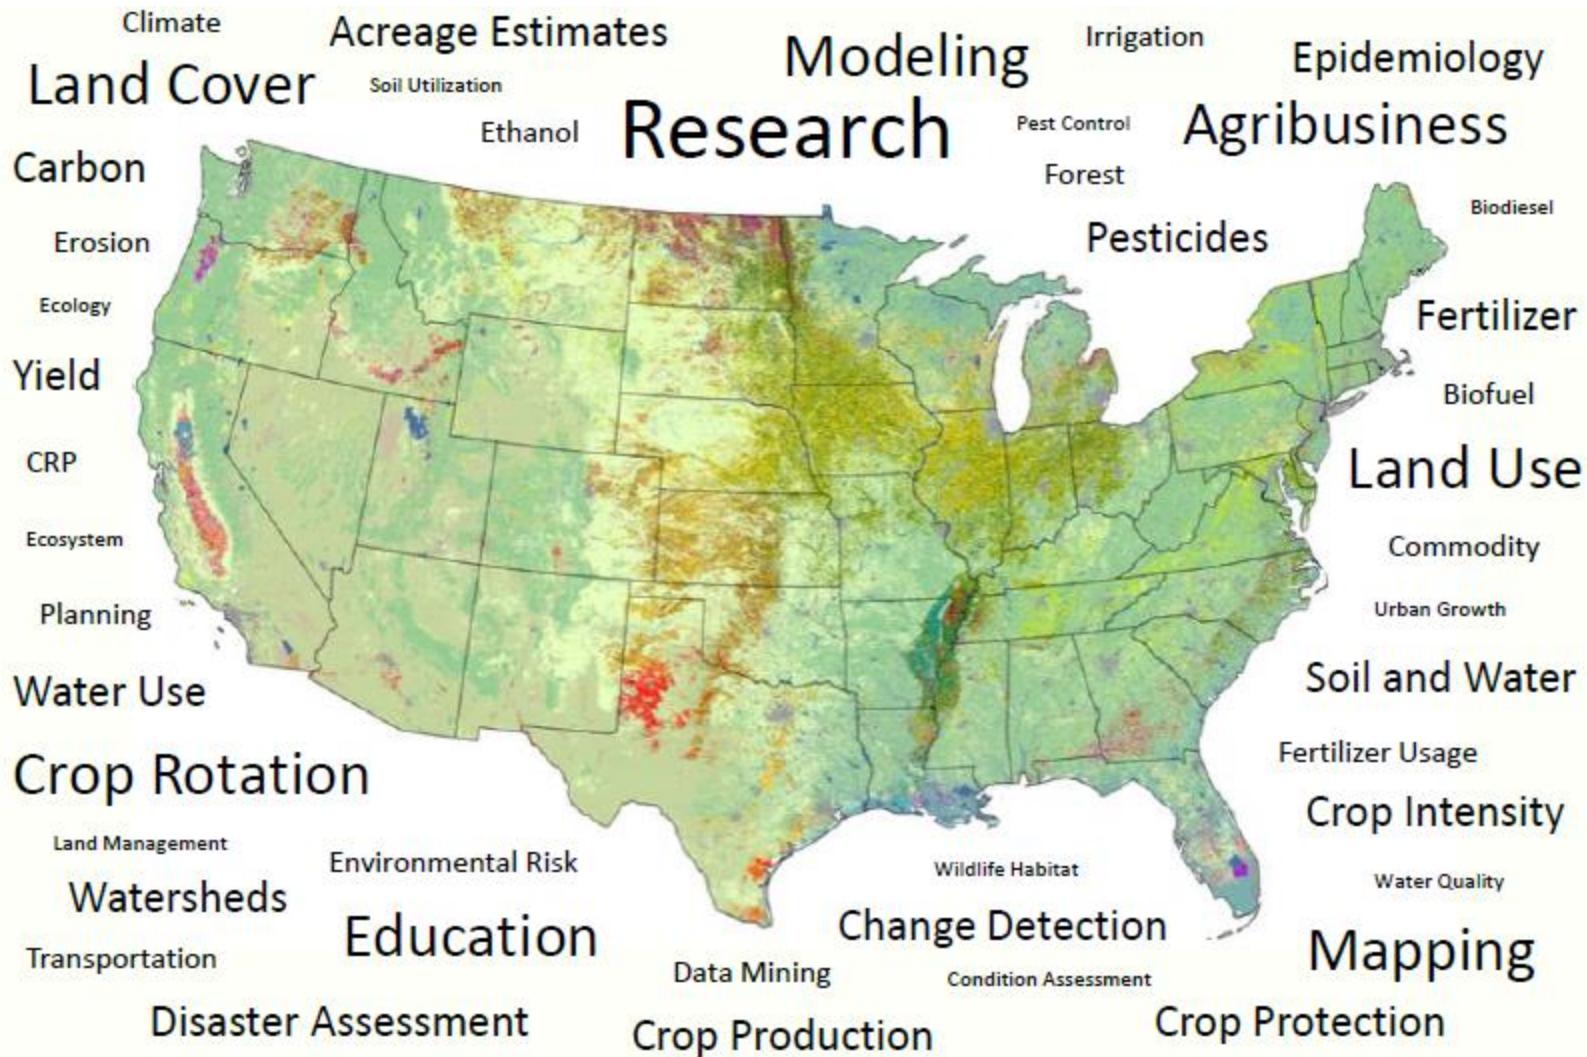 Climate
Acreage Estimates
Modeling
Irrigation
Epidemiology
Land Cover
Soil Utilization
Ethanol
Research
Pest Control
Agribusiness
Carbon
Forest
Biodiesel
Erosion
Pesticides
Ecology
Fertilizer
Yield
Biofuel
CRP
Land Use
Ecosystem
Commodity
Planning
Urban Growth
Water Use
Soil and Water
Crop Rotation
Fertilizer Usage
Crop Intensity
Land Management
Environmental Risk
Wildlife Habitat
Water Quality
Watersheds
Education
Change Detection
Mapping
Transportation
Data Mining
Condition Assessment
Disaster Assessment
Crop Production
Crop Protection